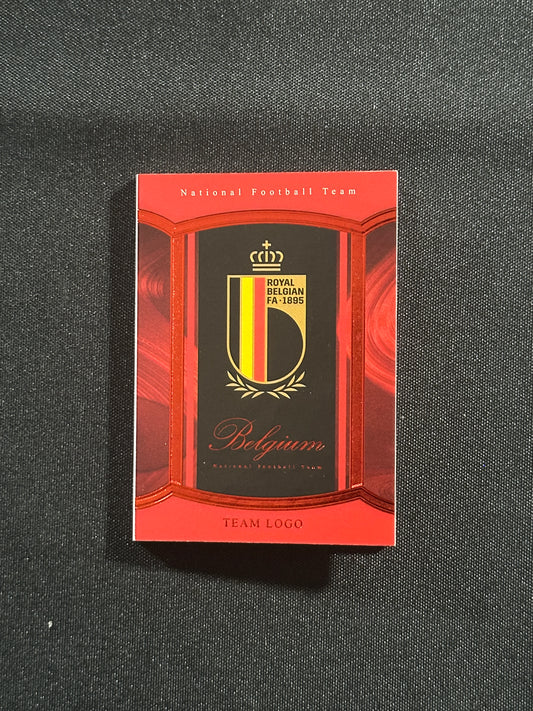 National Football Team
ROYAL
BELGIAN
FA·1895
Belgium
National Football Team
TEAM LOGO